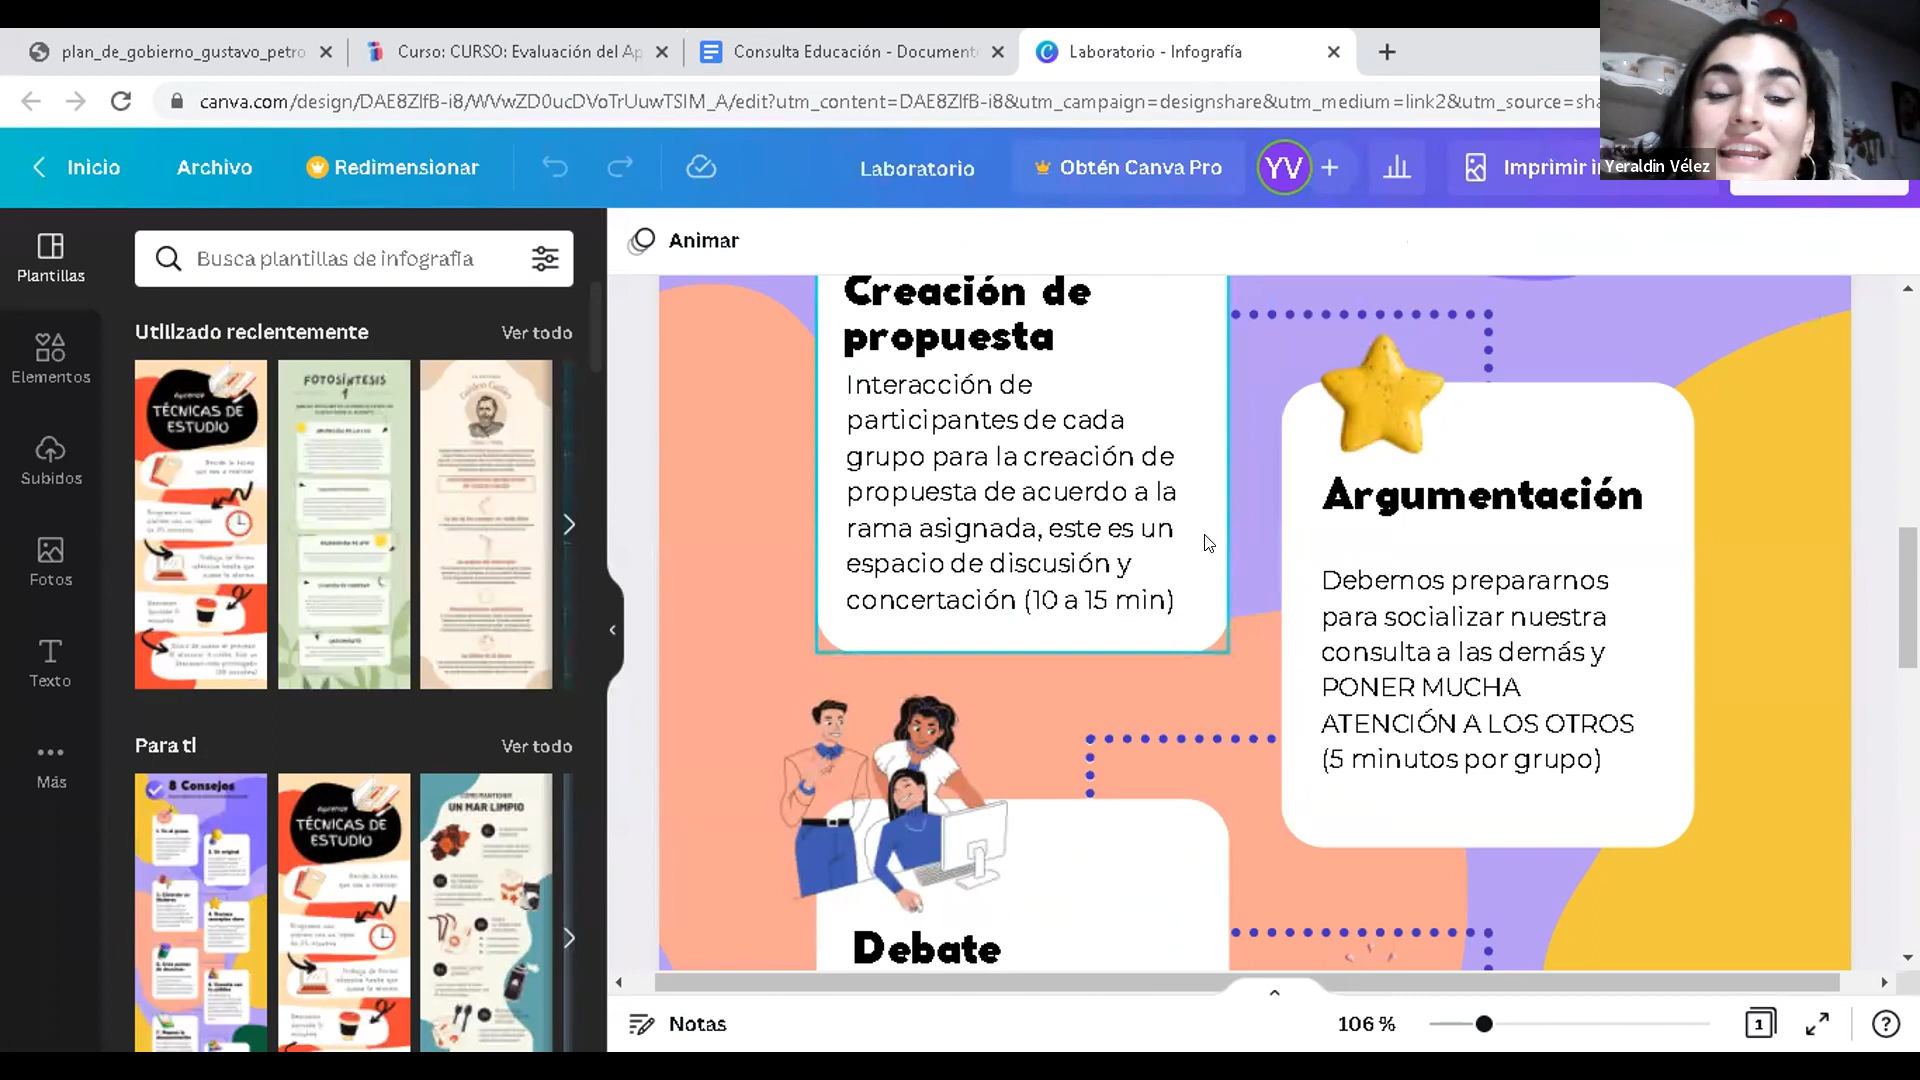 plan_de_gobierno_gustavo_petro
Curso: CURSO: Evaluación del Ap
Consulta Educación - Document
Laboratorio - Infografía
canva.com/design/DAE8ZlfB-i8/WVwZD0ucDVoTrUuwTSIM_A/edit?utm_content=DAE8ZlfB-i8&utm_campaign=designshare&utm_medium=link2&utm_source=sha
Yeraldin Vélez
Inicio
Archivo
Redimensionar
Laboratorio
Obtén Canva Pro
YV
Imprimir i
Plantillas
Elementos
Subidos
Fotos
Texto
Más
Busca plantillas de infografía
Utilizado recientemente
Ver todo
TÉCNICAS DE
ESTUDIO
FOTOSÍNTESIS
Para ti
Ver todo
8 Consejos
TÉCNICAS DE
ESTUDIO
UN MAR LIMPIO
Animar
Creación de
propuesta
Interacción de
participantes de cada
grupo para la creación de
propuesta de acuerdo a la
rama asignada, este es un
espacio de discusión y
concertación (10 a 15 min)
Argumentación
Debemos prepararnos
para socializar nuestra
consulta a las demás y
PONER MUCHA
ATENCIÓN A LOS OTROS
(5 minutos por grupo)
Debate
Notas
106 %
1